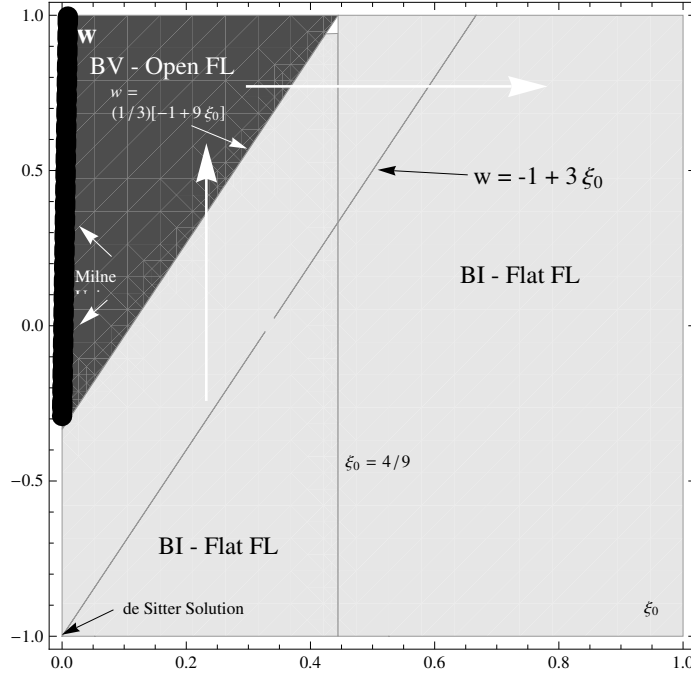 1.0
w
BV - Open FL
w =
(1/3)[-1+9 ξ₀]
0.5
w = -1 + 3 ξ₀
Milne
BI - Flat FL
0.0
ξ₀ = 4/9
−0.5
BI - Flat FL
de Sitter Solution
ξ₀
−1.0
0.0 0.2 0.4 0.6 0.8 1.0